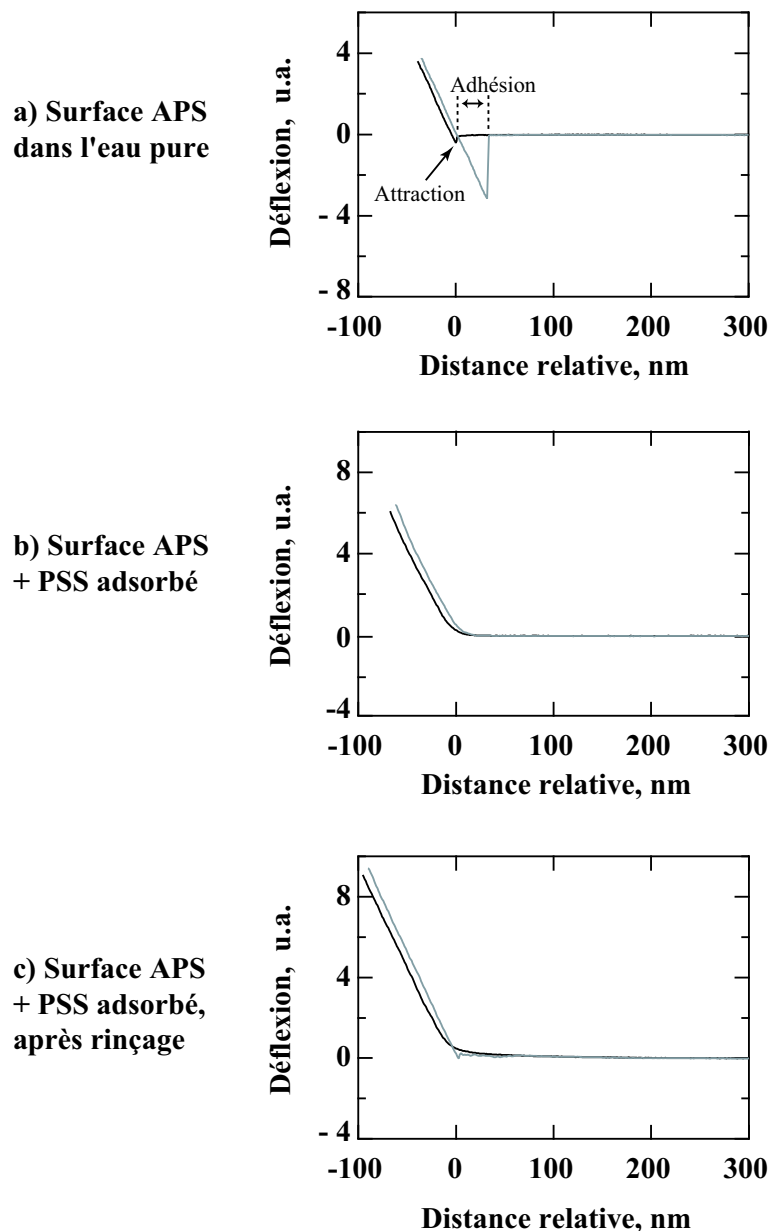 a) Surface APS
dans l'eau pure
Déflexion, u.a.
4
0
- 4
- 8
Adhésion
Attraction
-100 0 100 200 300
Distance relative, nm
b) Surface APS
+ PSS adsorbé
Déflexion, u.a.
8
4
0
-4
-100 0 100 200 300
Distance relative, nm
c) Surface APS
+ PSS adsorbé,
après rinçage
Déflexion, u.a.
8
4
0
- 4
-100 0 100 200 300
Distance relative, nm